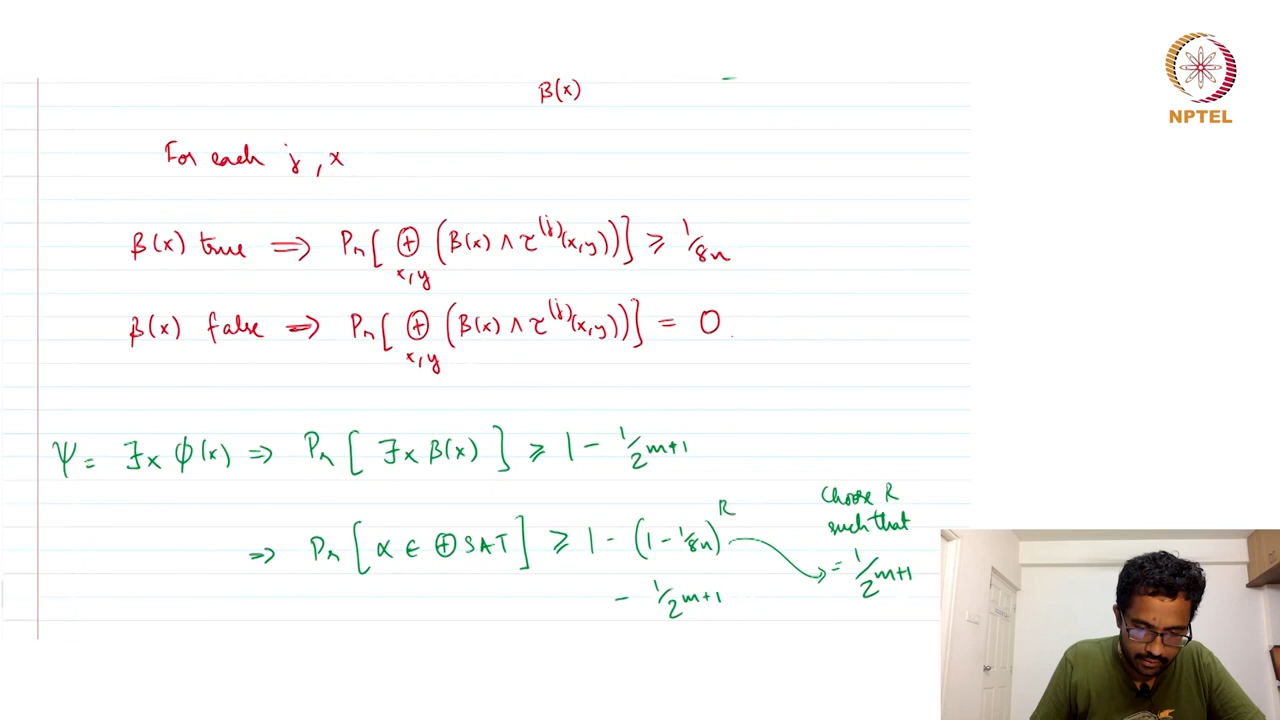 β(x)
NPTEL
For each j, x
β(x) true ⟹ Pr[ ⊕_{x,y} (β(x) ∧ τ^{(j)}(x,y)) ] ≥ 1/8n
β(x) false ⟹ Pr[ ⊕_{x,y} (β(x) ∧ τ^{(j)}(x,y)) ] = 0.
Ψ = ∃x φ(x) ⟹ Pr[ ∃x β(x) ] ≥ 1 - 1/2^{m+1}
⟹ Pr[ α ∈ ⊕SAT ] ≥ 1 - (1 - 1/8n)^R
- 1/2^{m+1}
Choose R
such that
= 1/2^{m+1}